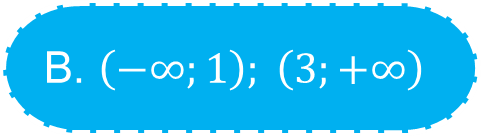 B. (−∞; 1); (3; +∞)